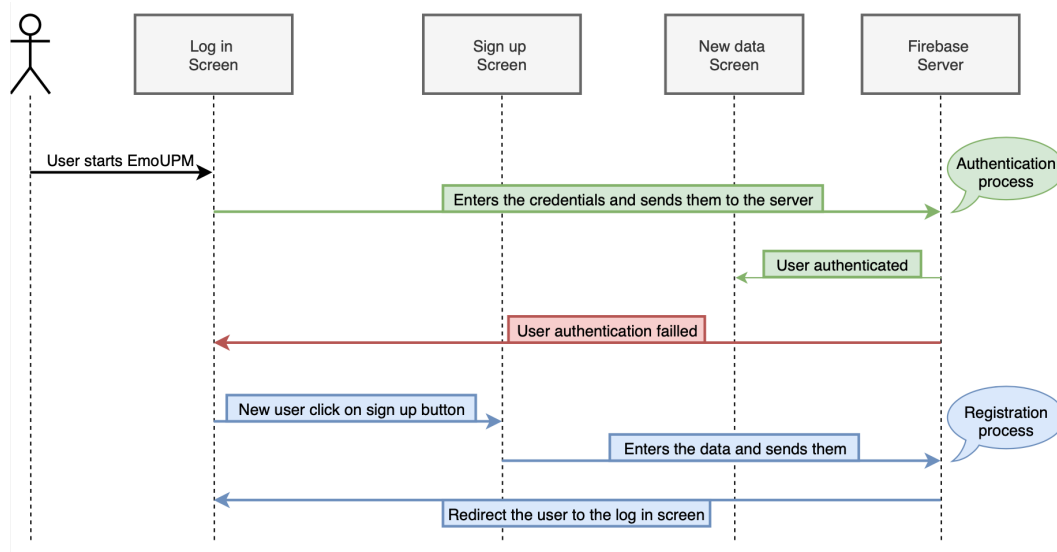 Log in
Screen
Sign up
Screen
New data
Screen
Firebase
Server
User starts EmoUPM
Authentication
process
Enters the credentials and sends them to the server
User authenticated
User authentication failled
New user click on sign up button
Registration
process
Enters the data and sends them
Redirect the user to the log in screen